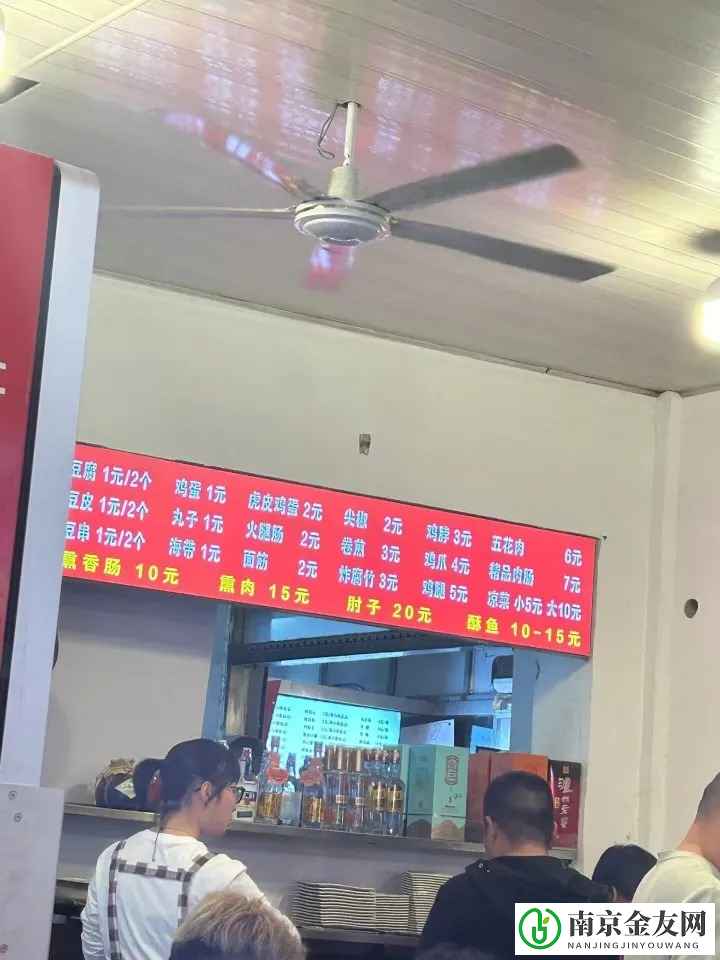 豆腐 1元/2个 鸡蛋 1元 虎皮鸡蛋 2元 尖椒 2元 鸡脖 3元 五花肉 6元
豆皮 1元/2个 丸子 1元 火腿肠 2元 卷煎 3元 鸡爪 4元 精品肉肠 7元
豆串 1元/2个 海带 1元 面筋 2元 炸腐竹 3元 鸡腿 5元 凉菜 小5元 大10元
熏香肠 10元 熏肉 15元 肘子 20元 酥鱼 10-15元
南京金友网
NANJINGJINYOUWANG